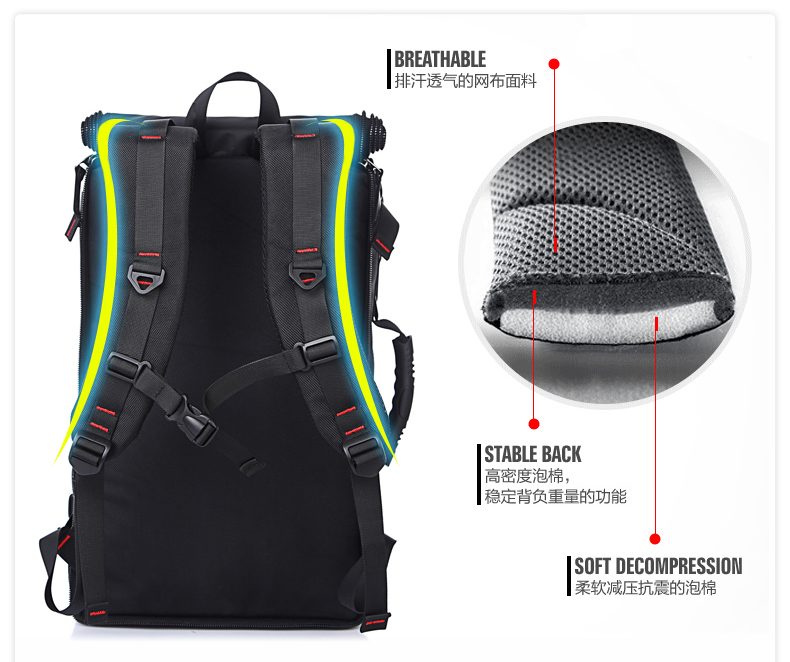 BREATHABLE
排汗透气的网布面料
STABLE BACK
高密度泡棉，
稳定背负重量的功能
SOFT DECOMPRESSION
柔软减压抗震的泡棉